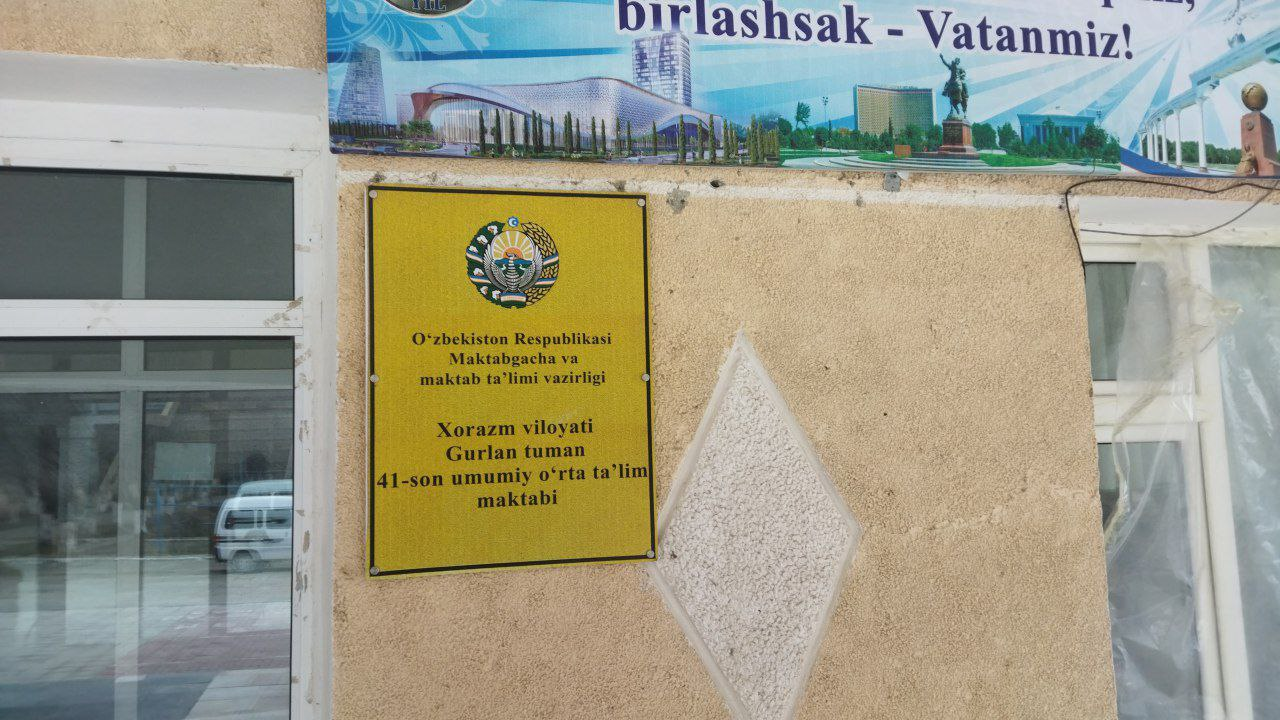 YIL
birlashsak - Vatanmiz!
O‘zbekiston Respublikasi
Maktabgacha va
maktab ta’limi vazirligi
Xorazm viloyati
Gurlan tuman
41-son umumiy o‘rta ta’lim
maktabi